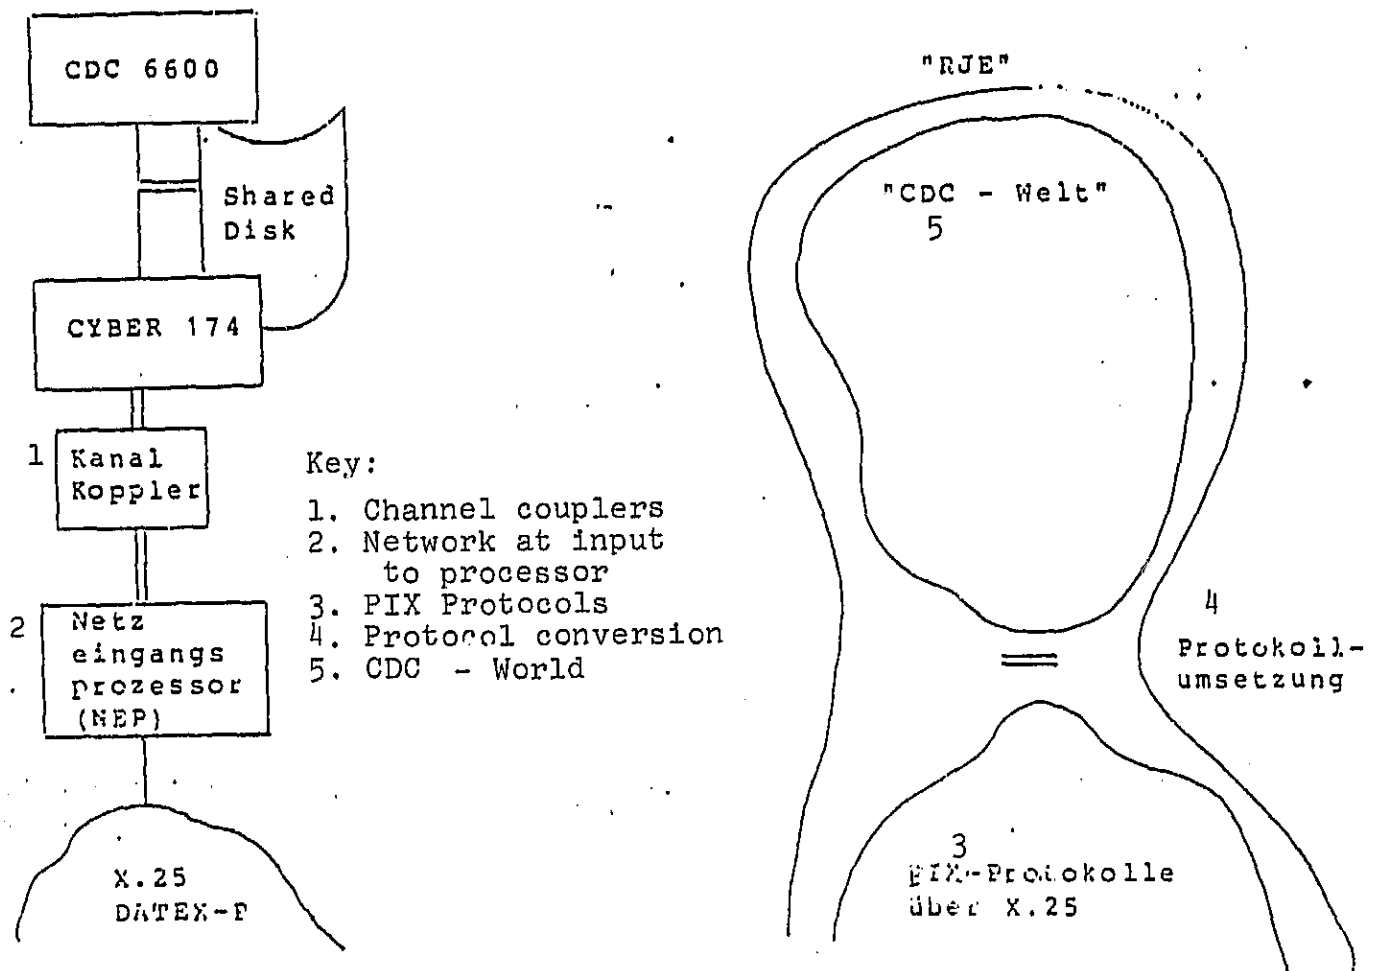 CDC 6600
Shared
Disk
CYBER 174
1 Kanal
Koppler
2 Netz
eingangs
prozessor
(NEP)
X.25
DATEX-P
Key:
1. Channel couplers
2. Network at input
to processor
3. PIX Protocols
4. Protocol conversion
5. CDC - World
"RJE"
"CDC - Welt"
5
4
Protokoll-
umsetzung
3
PIX-Protokolle
über X.25